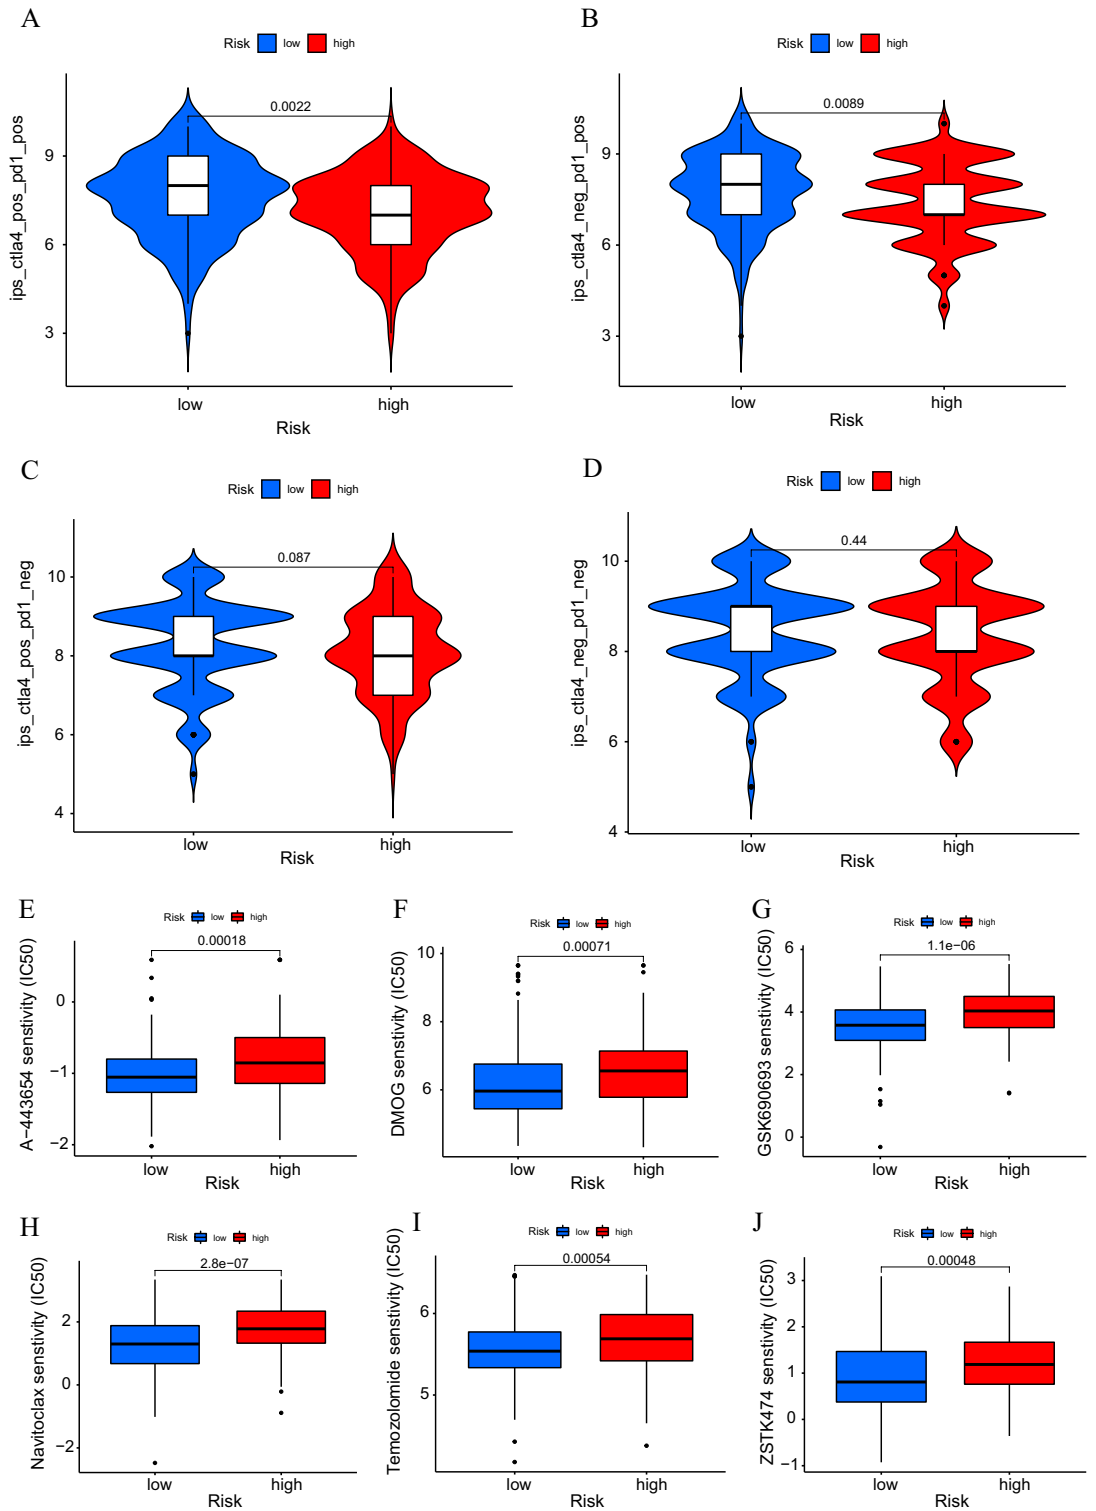 A
Risk low high
ips_ctla4_pos_pd1_pos
9
6
3
0.0022
low high
Risk
B
Risk low high
ips_ctla4_neg_pd1_pos
9
6
3
0.0089
low high
Risk
C
Risk low high
ips_ctla4_pos_pd1_neg
10
8
6
4
0.087
low high
Risk
D
Risk low high
ips_ctla4_neg_pd1_neg
10
8
6
4
0.44
low high
Risk
E
Risk low high
A−443654 senstivity (IC50)
0
−1
−2
0.00018
low high
Risk
F
Risk low high
DMOG senstivity (IC50)
10
8
6
0.00071
low high
Risk
G
Risk low high
GSK690693 senstivity (IC50)
6
4
2
0
1.1e−06
low high
Risk
H
Risk low high
Navitoclax senstivity (IC50)
2
0
−2
2.8e−07
low high
Risk
I
Risk low high
Temozolomide senstivity (IC50)
6
5
0.00054
low high
Risk
J
Risk low high
ZSTK474 senstivity (IC50)
3
2
1
0
−1
0.00048
low high
Risk